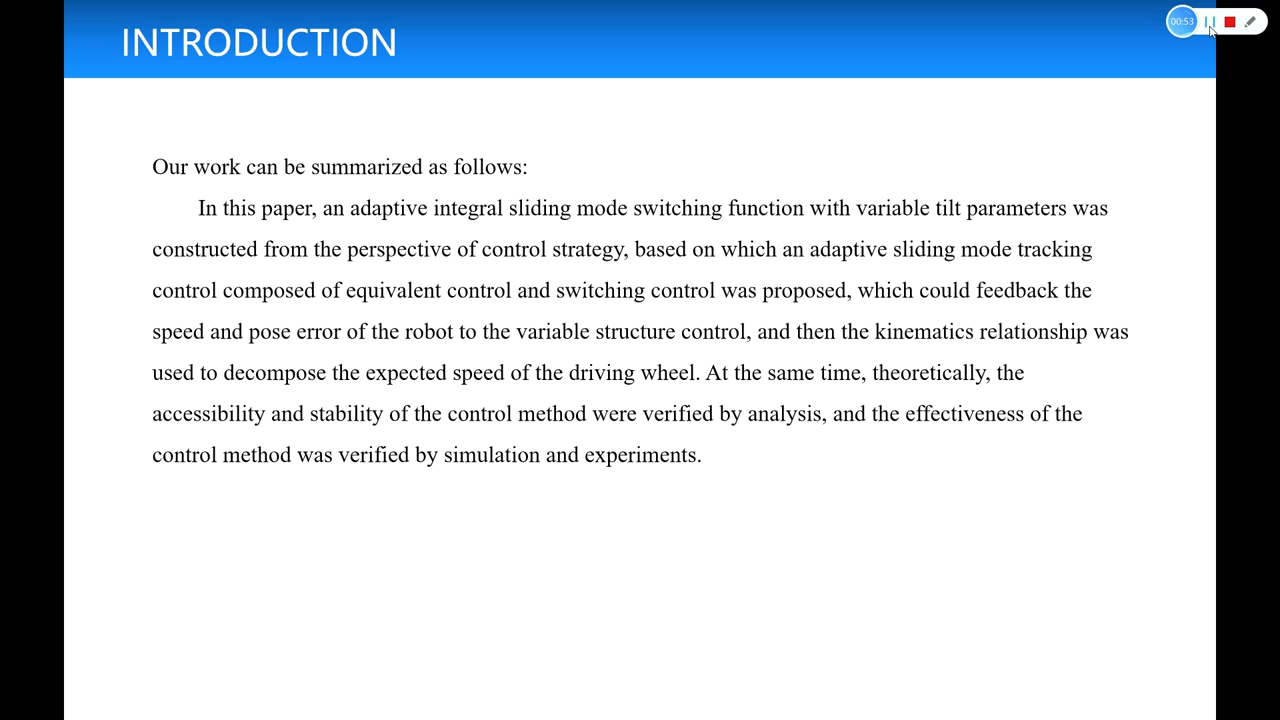 INTRODUCTION
00:53
Our work can be summarized as follows:
In this paper, an adaptive integral sliding mode switching function with variable tilt parameters was
constructed from the perspective of control strategy, based on which an adaptive sliding mode tracking
control composed of equivalent control and switching control was proposed, which could feedback the
speed and pose error of the robot to the variable structure control, and then the kinematics relationship was
used to decompose the expected speed of the driving wheel. At the same time, theoretically, the
accessibility and stability of the control method were verified by analysis, and the effectiveness of the
control method was verified by simulation and experiments.